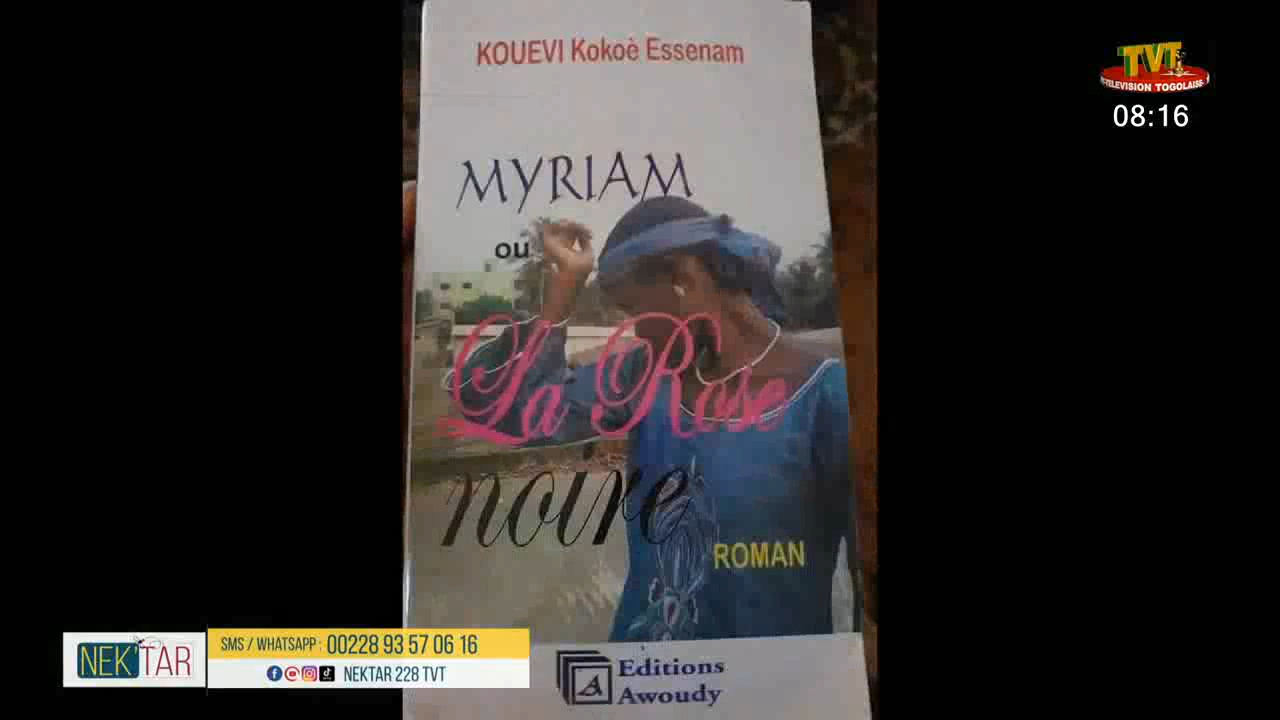 KOUEVI Kokoè Essenam
MYRIAM
ou
La Rose
noire
ROMAN
Editions
Awoudy
TVT
TELEVISION TOGOLAISE
08:16
NEK'TAR
SMS / WHATSAPP : 00228 93 57 06 16
NEKTAR 228 TVT